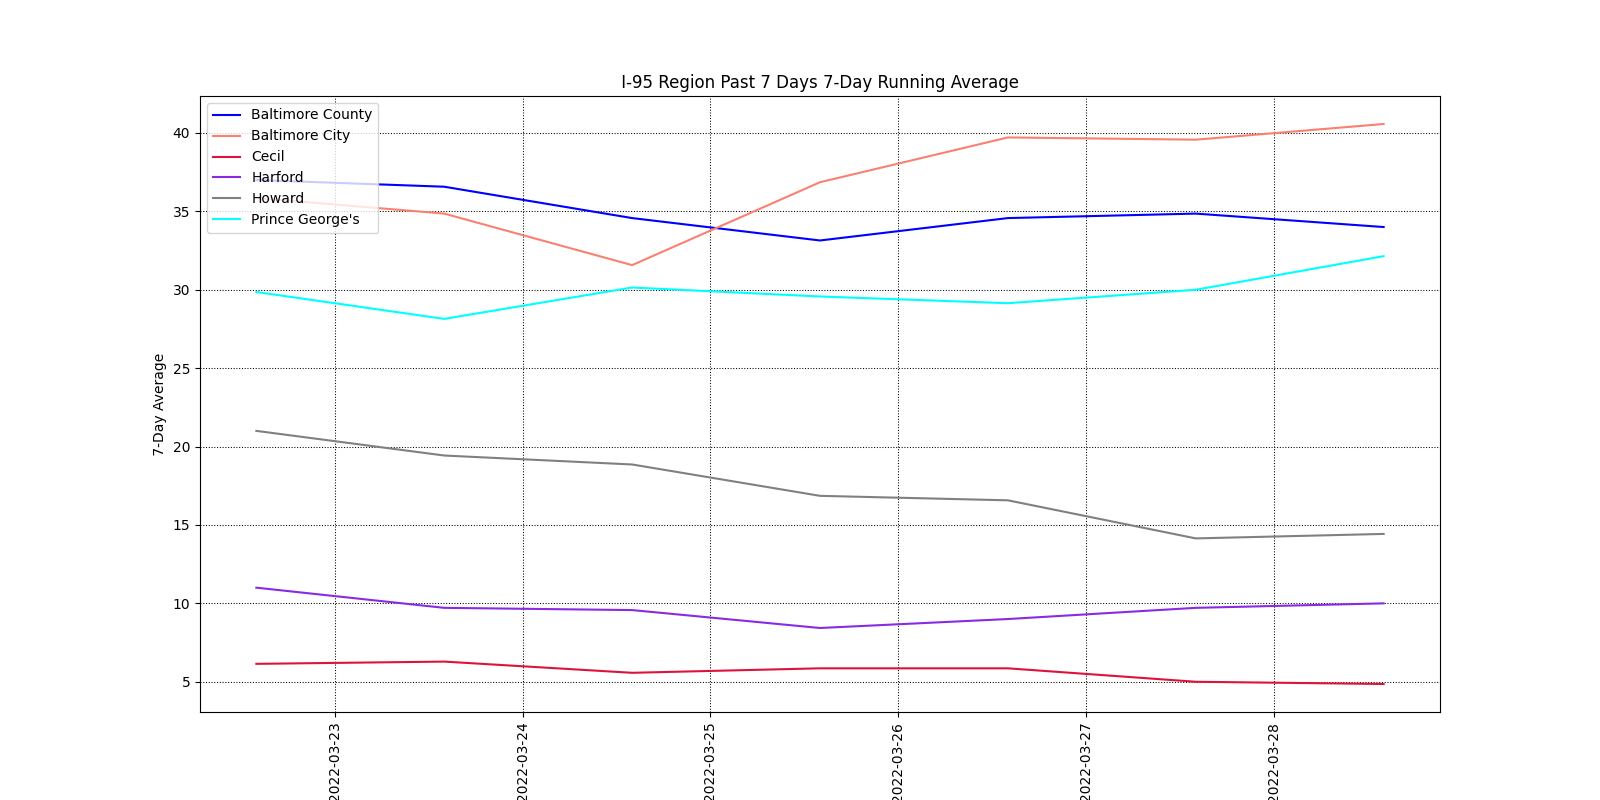 I-95 Region Past 7 Days 7-Day Running Average
Baltimore County
Baltimore City
Cecil
Harford
Howard
Prince George's
7-Day Average
40
35
30
25
20
15
10
5
2022-03-23
2022-03-24
2022-03-25
2022-03-26
2022-03-27
2022-03-28